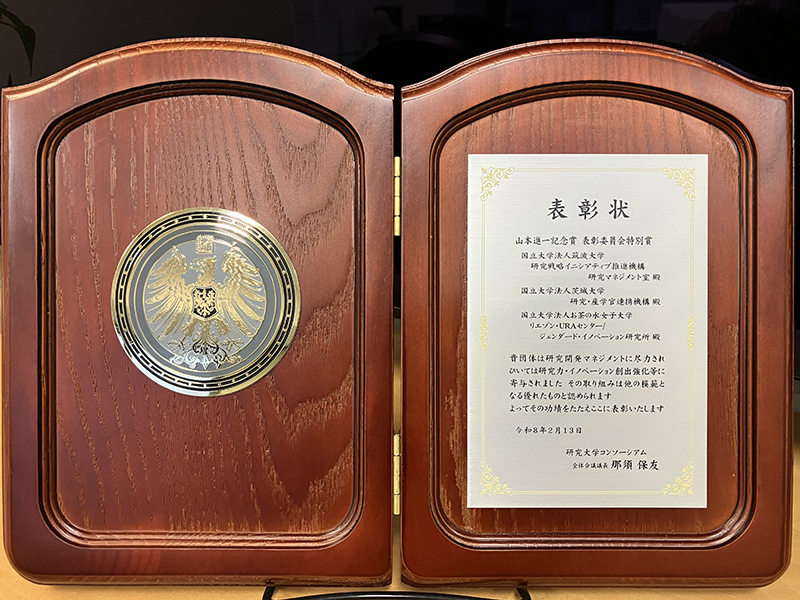 表彰状
山本進一記念賞 表彰委員会特別賞
国立大学法人筑波大学
研究戦略イニシアティブ推進機構
研究マネジメント室 殿
国立大学法人茨城大学
研究・産学官連携機構 殿
国立大学法人お茶の水女子大学
リエゾン・URAセンター/
ジェンダード・イノベーション研究所 殿
貴団体は研究開発マネジメントに尽力され
ひいては研究力・イノベーション創出強化等に
寄与されました その取り組みは他の模範と
なる優れたものと認められます
よってその功績をたたえここに表彰いたします
令和8年2月13日
研究大学コンソーシアム
全体会議議長 那須 保友